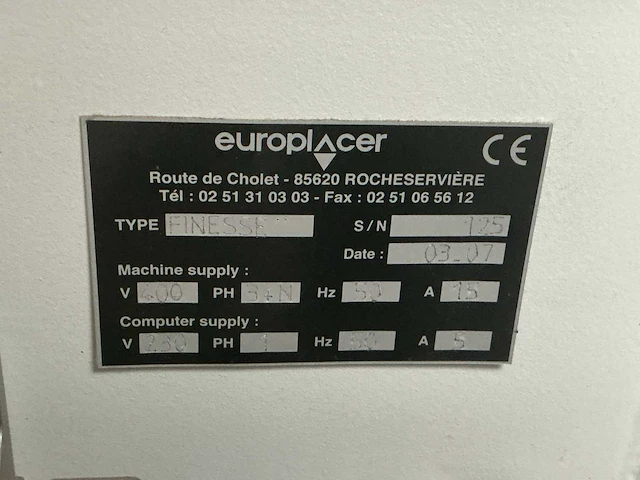 europlacer CE
Route de Cholet - 85620 ROCHESERVIÈRE
Tél : 02 51 31 03 03 - Fax : 02 51 06 56 12
TYPE FINESSE S/N 125
Date : 03-07
Machine supply :
V 400 PH 3+N Hz 50 A 15
Computer supply :
V 230 PH 1 Hz 50 A 5